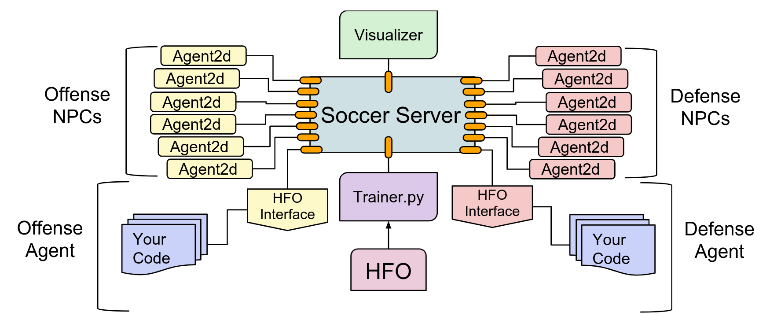 Visualizer
Agent2d
Agent2d
Agent2d
Agent2d
Agent2d
Agent2d
Offense
NPCs
Soccer Server
Agent2d
Agent2d
Agent2d
Agent2d
Agent2d
Agent2d
Defense
NPCs
Offense
Agent
Your
Code
HFO
Interface
Trainer.py
HFO
HFO
Interface
Your
Code
Defense
Agent